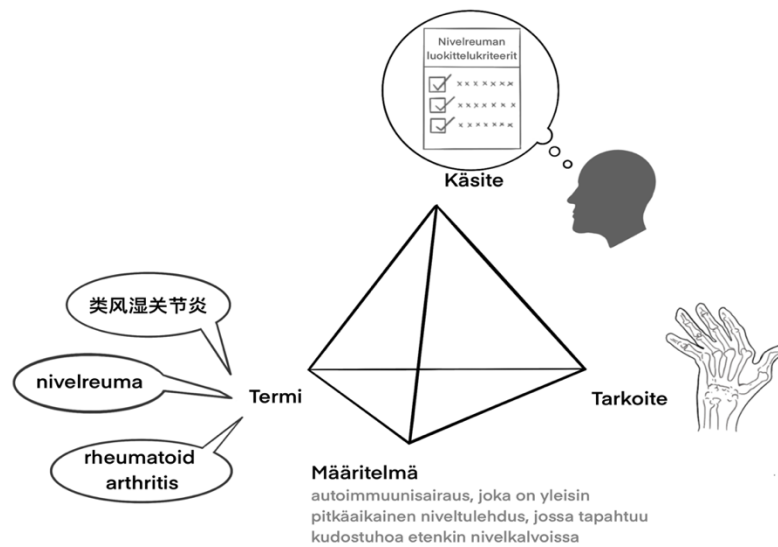 Nivelreuman
luokittelukriteerit
Käsite
类风湿关节炎
nivelreuma
rheumatoid
arthritis
Termi
Tarkoite
Määritelmä
autoimmuunisairaus, joka on yleisin
pitkäaikainen niveltulehdus, jossa tapahtuu
kudostuhoa etenkin nivelkalvoissa